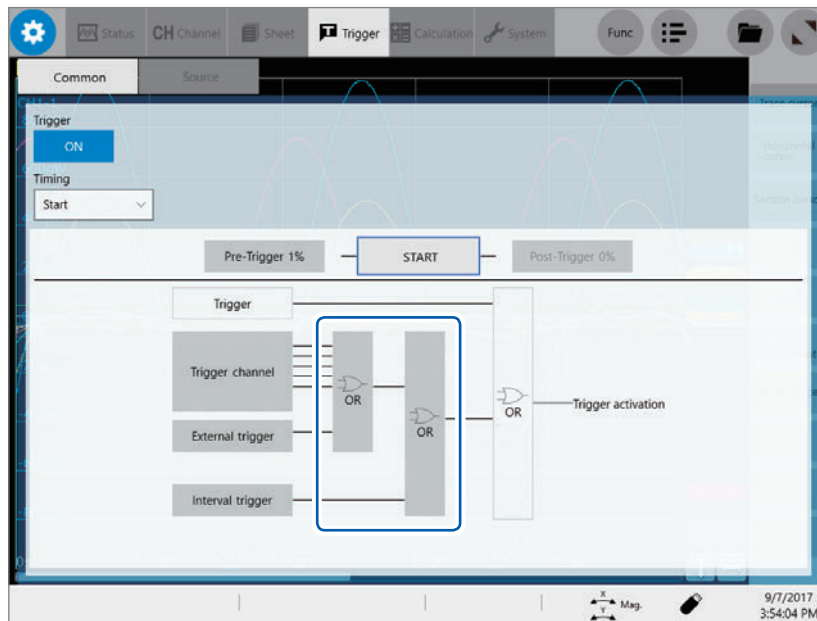 Status CH Channel Sheet Trigger Calculation System Func
Common Source
CH1-1
Trigger
ON
Timing
Start
Pre-Trigger 1% START Post-Trigger 0%
Trigger
Trigger channel
OR
External trigger
OR
OR
Trigger activation
Interval trigger
X
Y
Mag.
9/7/2017
3:54:04 PM